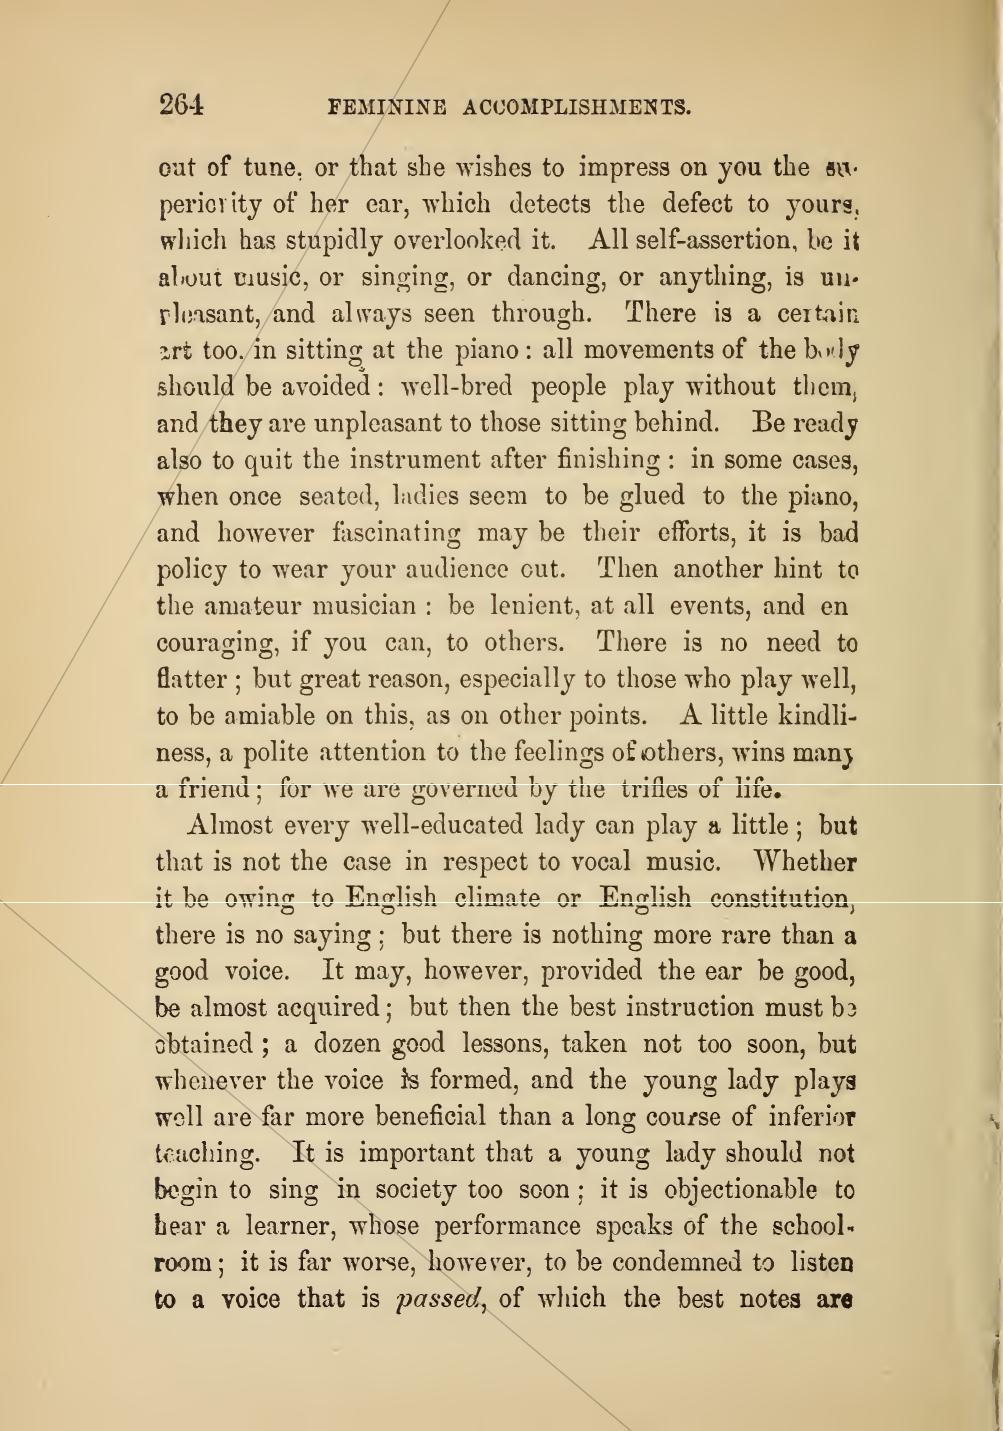 264 FEMININE ACCOMPLISHMENTS.
out of tune, or that she wishes to impress on you the su-
periority of her ear, which detects the defect to yours,
which has stupidly overlooked it. All self-assertion, be it
about music, or singing, or dancing, or anything, is un-
pleasant, and always seen through. There is a certain
art too, in sitting at the piano : all movements of the body
should be avoided : well-bred people play without them,
and they are unpleasant to those sitting behind. Be ready
also to quit the instrument after finishing : in some cases,
when once seated, ladies seem to be glued to the piano,
and however fascinating may be their efforts, it is bad
policy to wear your audience out. Then another hint to
the amateur musician : be lenient, at all events, and en
couraging, if you can, to others. There is no need to
flatter ; but great reason, especially to those who play well,
to be amiable on this, as on other points. A little kindli-
ness, a polite attention to the feelings of others, wins many
a friend ; for we are governed by the trifles of life.
Almost every well-educated lady can play a little ; but
that is not the case in respect to vocal music. Whether
it be owing to English climate or English constitution,
there is no saying ; but there is nothing more rare than a
good voice. It may, however, provided the ear be good,
be almost acquired ; but then the best instruction must be
obtained ; a dozen good lessons, taken not too soon, but
whenever the voice is formed, and the young lady plays
well are far more beneficial than a long course of inferior
teaching. It is important that a young lady should not
begin to sing in society too soon ; it is objectionable to
hear a learner, whose performance speaks of the school-
room ; it is far worse, however, to be condemned to listen
to a voice that is passed, of which the best notes are